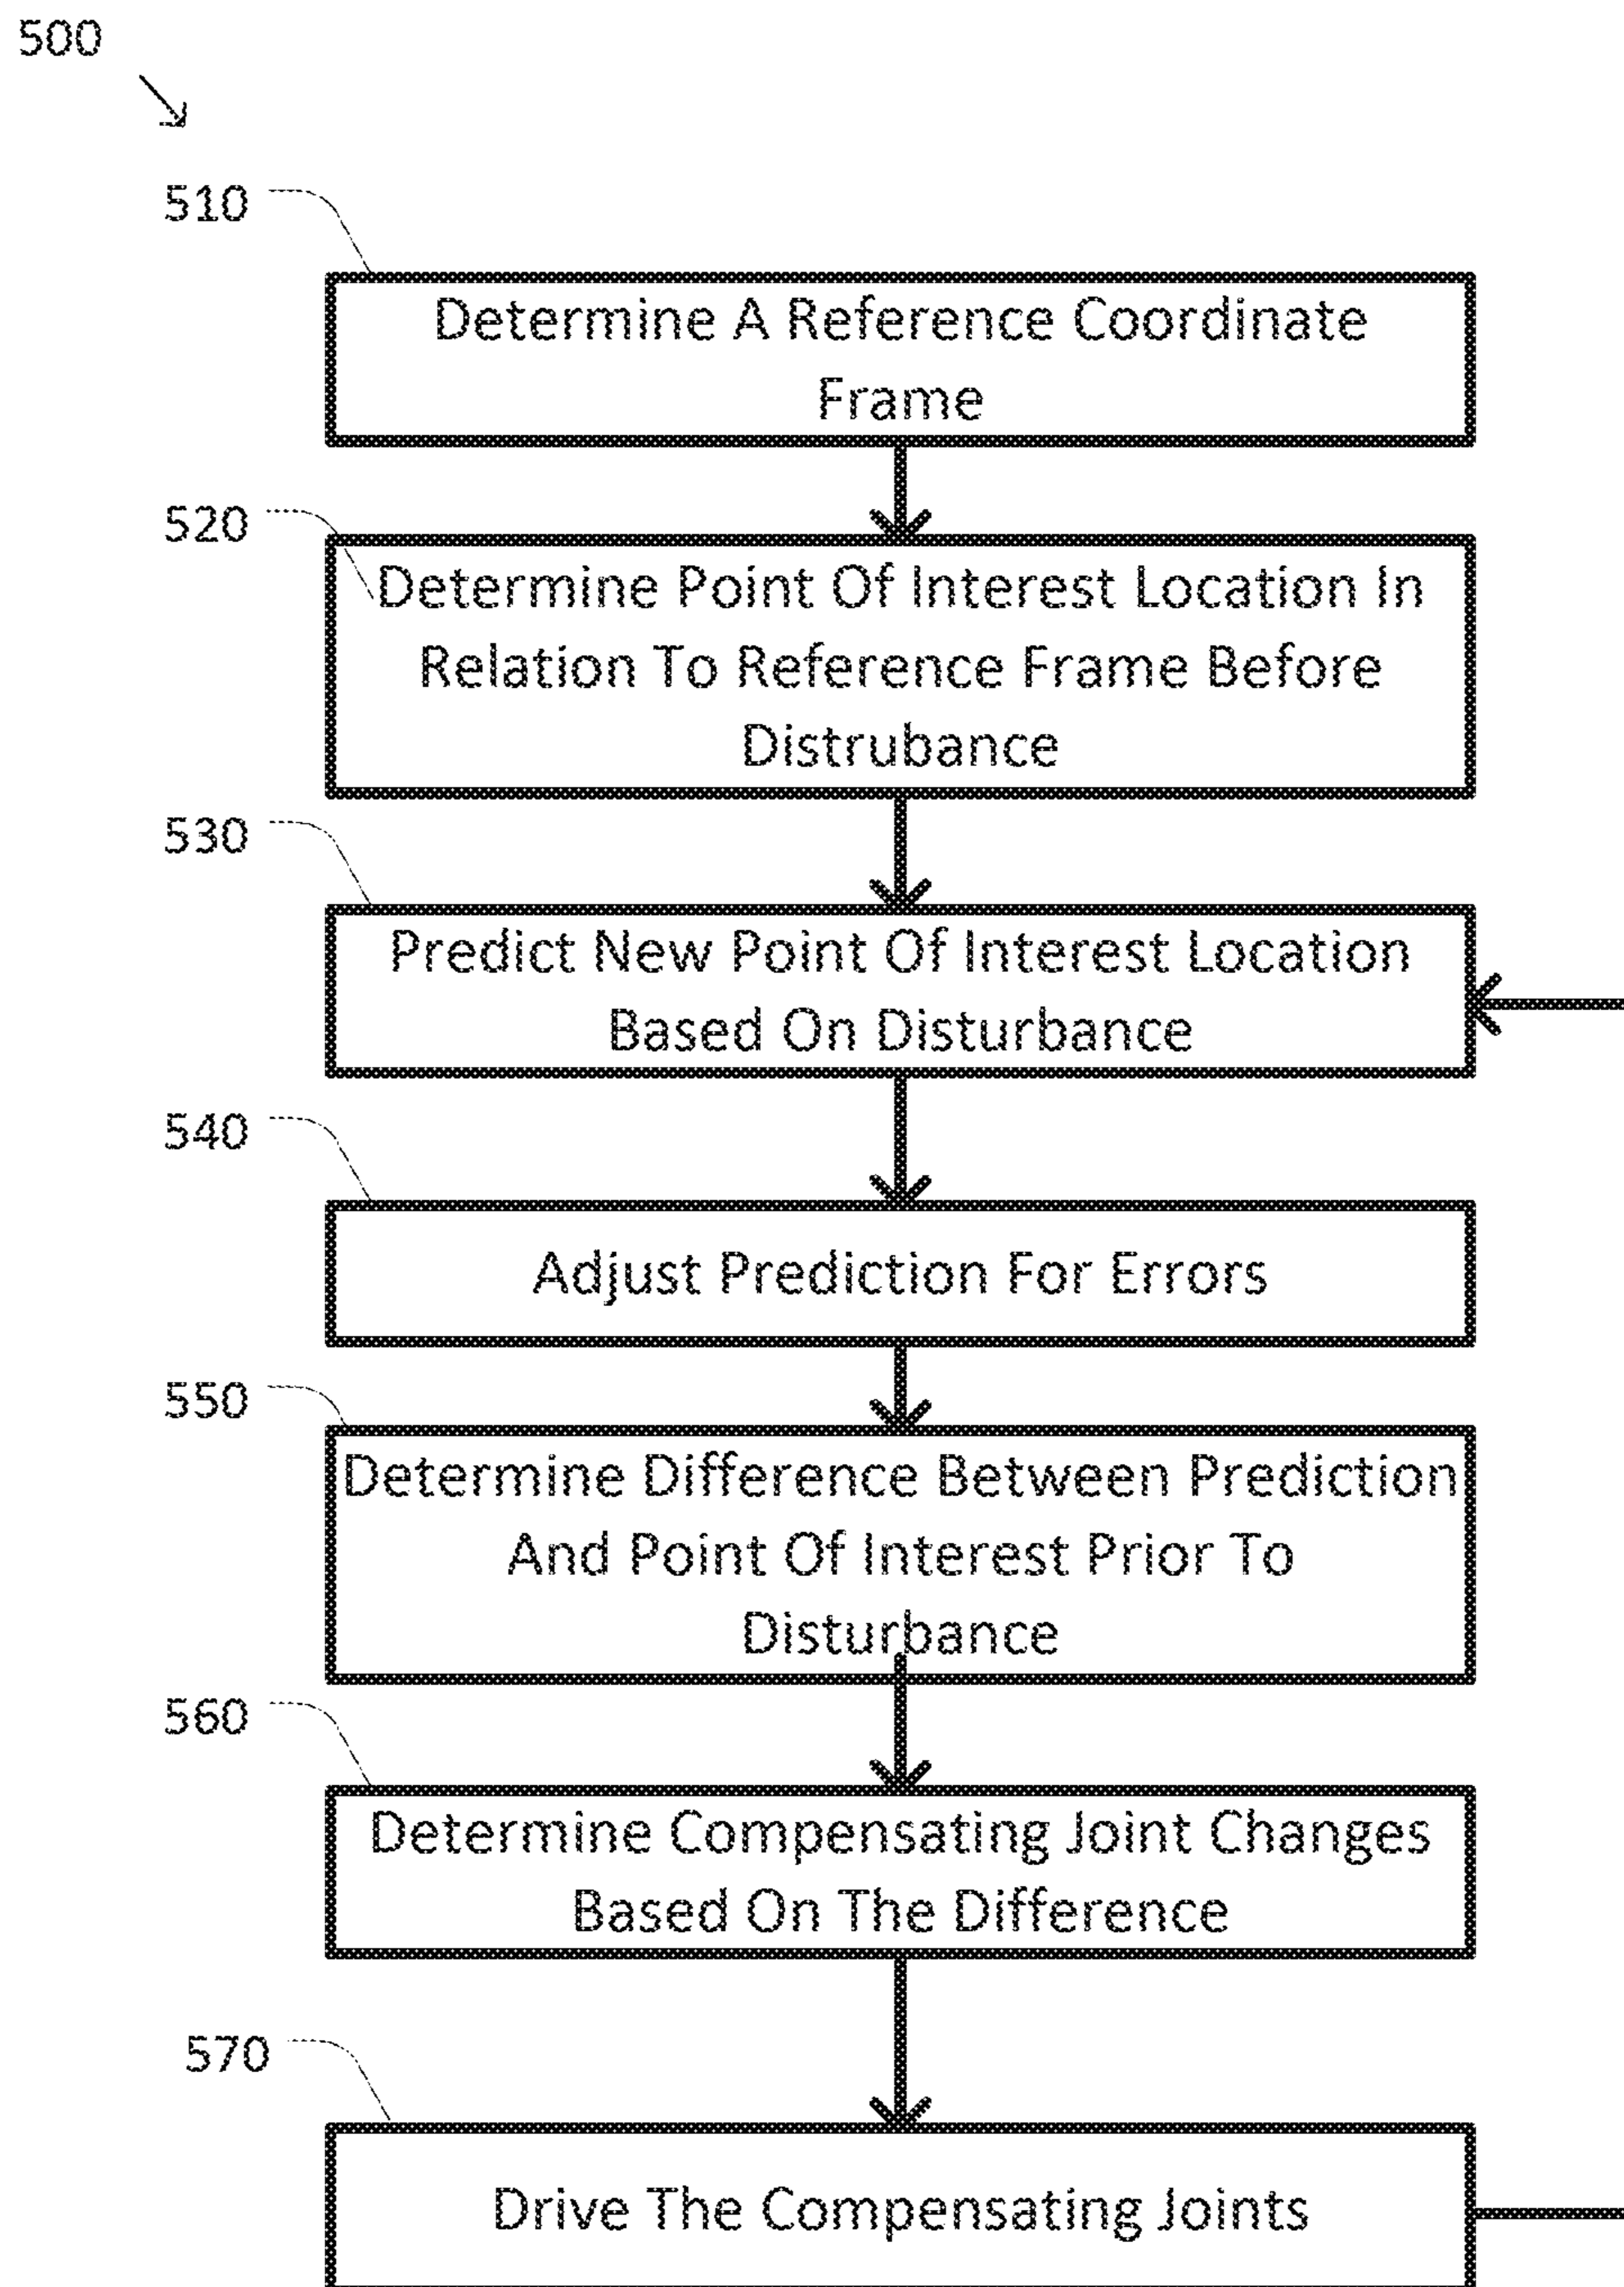 500
510
Determine A Reference Coordinate
Frame
520
Determine Point Of Interest Location In
Relation To Reference Frame Before
Distrubance
530
Predict New Point Of Interest Location
Based On Disturbance
540
Adjust Prediction For Errors
550
Determine Difference Between Prediction
And Point Of Interest Prior To
Disturbance
560
Determine Compensating Joint Changes
Based On The Difference
570
Drive The Compensating Joints